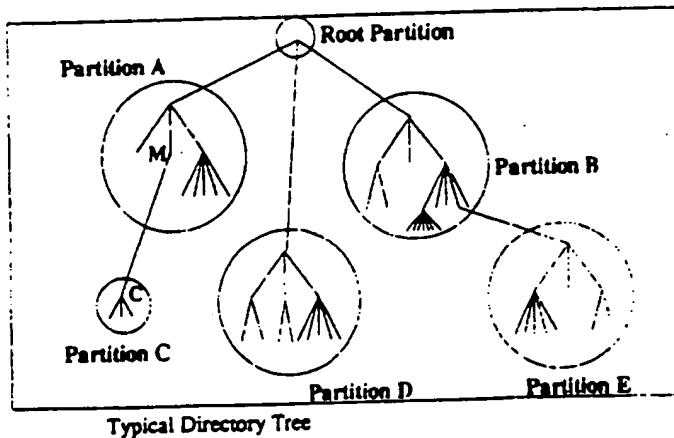 Root Partition
Partition A
M
Partition B
C
Partition C
Partition D
Partition E
Typical Directory Tree